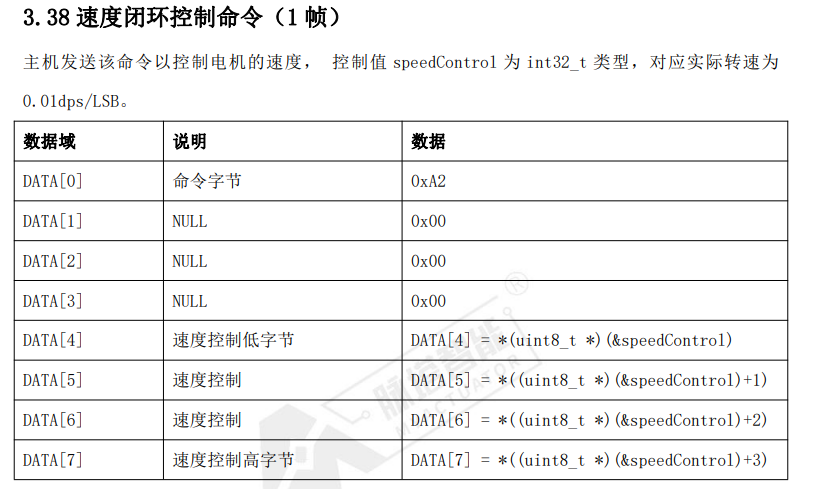 3.38 速度闭环控制命令（1 帧）
主机发送该命令以控制电机的速度， 控制值 speedControl 为 int32_t 类型，对应实际转速为
0.01dps/LSB。
数据域 说明 数据
DATA[0] 命令字节 0xA2
DATA[1] NULL 0x00
DATA[2] NULL 0x00
DATA[3] NULL 0x00
DATA[4] 速度控制低字节 DATA[4] = *(uint8_t *)(&speedControl)
DATA[5] 速度控制 DATA[5] = *((uint8_t *)(&speedControl)+1)
DATA[6] 速度控制 DATA[6] = *((uint8_t *)(&speedControl)+2)
DATA[7] 速度控制高字节 DATA[7] = *((uint8_t *)(&speedControl)+3)
脉塔智能®